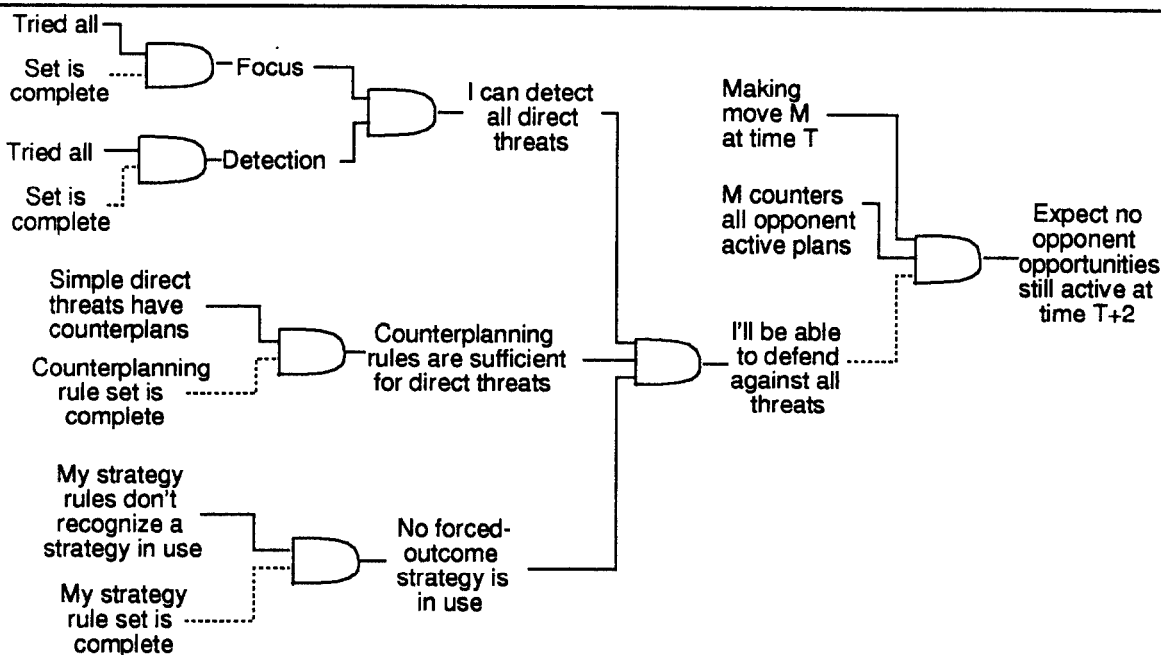 Tried all
Set is
complete
Focus
Tried all
Set is
complete
Detection
I can detect
all direct
threats
Simple direct
threats have
counterplans
Counterplanning
rule set is
complete
Counterplanning
rules are sufficient
for direct threats
My strategy
rules don't
recognize a
strategy in use
My strategy
rule set is
complete
No forced-
outcome
strategy is
in use
I'll be able
to defend
against all
threats
Making
move M
at time T
M counters
all opponent
active plans
Expect no
opponent
opportunities
still active at
time T+2